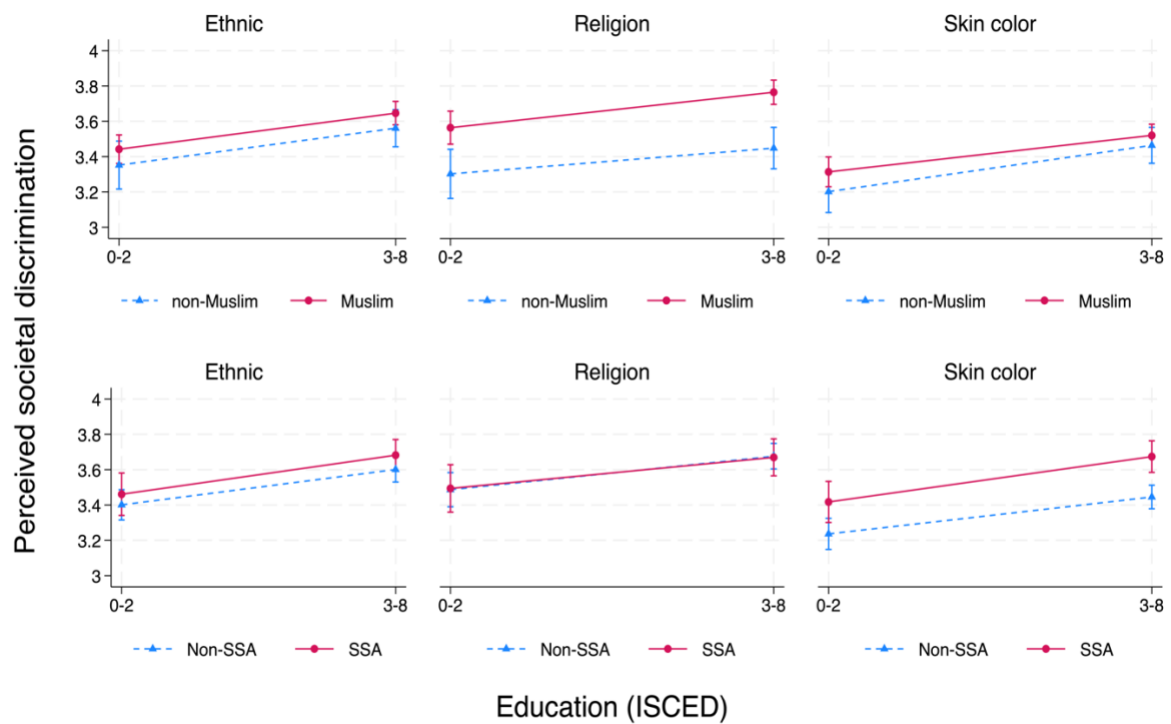 Ethnic Religion Skin color
4
3.8
3.6
3.4
3.2
3
0-2 3-8 0-2 3-8 0-2 3-8
non-Muslim Muslim non-Muslim Muslim non-Muslim Muslim
Perceived societal discrimination
Ethnic Religion Skin color
4
3.8
3.6
3.4
3.2
3
0-2 3-8 0-2 3-8 0-2 3-8
Non-SSA SSA Non-SSA SSA Non-SSA SSA
Education (ISCED)